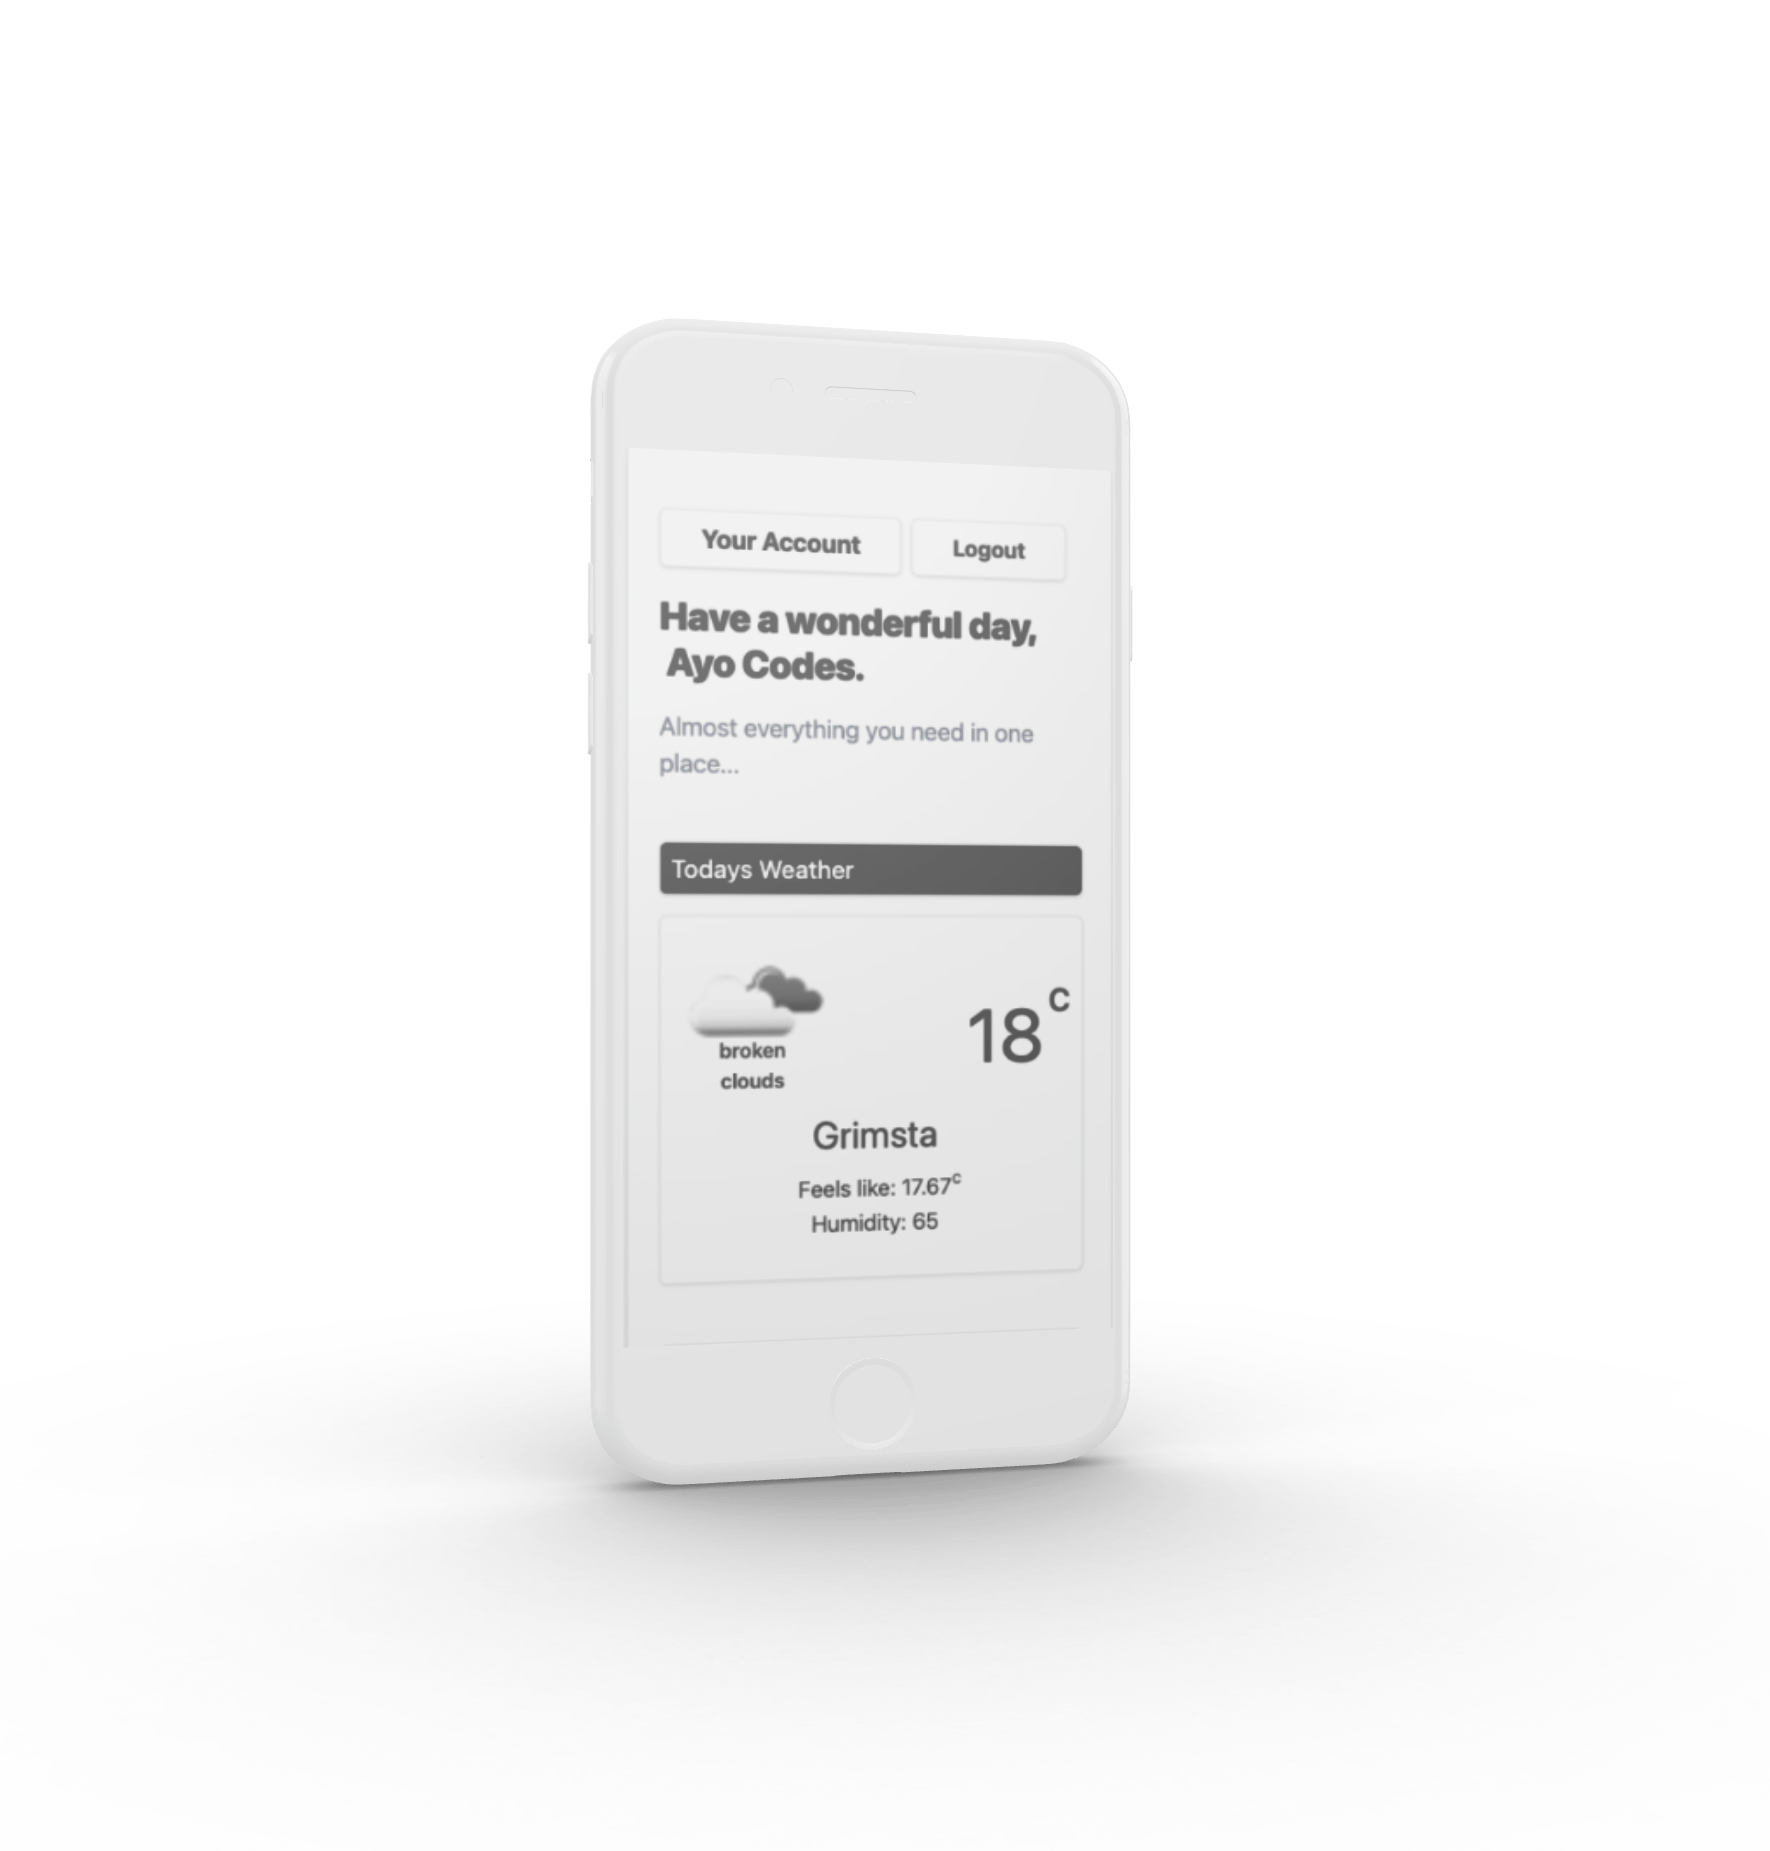 Your Account Logout
Have a wonderful day,
Ayo Codes.
Almost everything you need in one
place...
Todays Weather
broken
clouds
18 C
Grimsta
Feels like: 17.67c
Humidity: 65